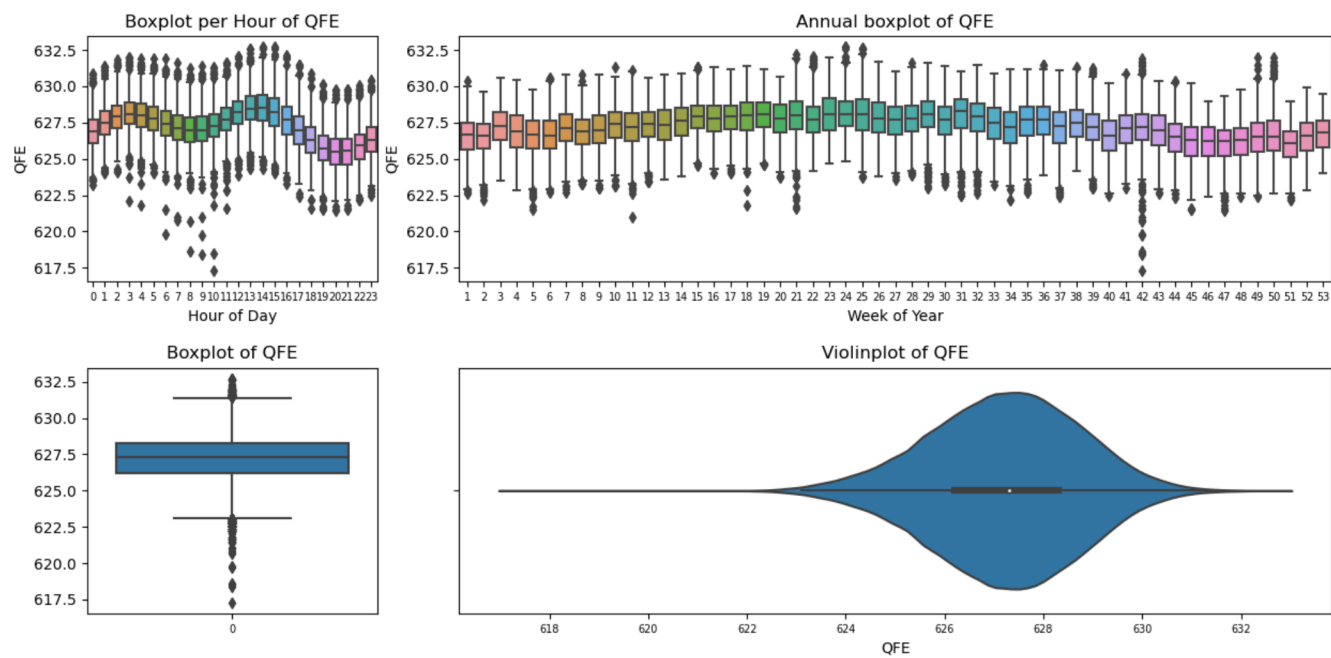 Boxplot per Hour of QFE
QFE
632.5
630.0
627.5
625.0
622.5
620.0
617.5
0 1 2 3 4 5 6 7 8 9 10 11 12 13 14 15 16 17 18 19 20 21 22 23
Hour of Day
Annual boxplot of QFE
QFE
632.5
630.0
627.5
625.0
622.5
620.0
617.5
1 2 3 4 5 6 7 8 9 10 11 12 13 14 15 16 17 18 19 20 21 22 23 24 25 26 27 28 29 30 31 32 33 34 35 36 37 38 39 40 41 42 43 44 45 46 47 48 49 50 51 52 53
Week of Year
Boxplot of QFE
632.5
630.0
627.5
625.0
622.5
620.0
617.5
0
Violinplot of QFE
618 620 622 624 626 628 630 632
QFE